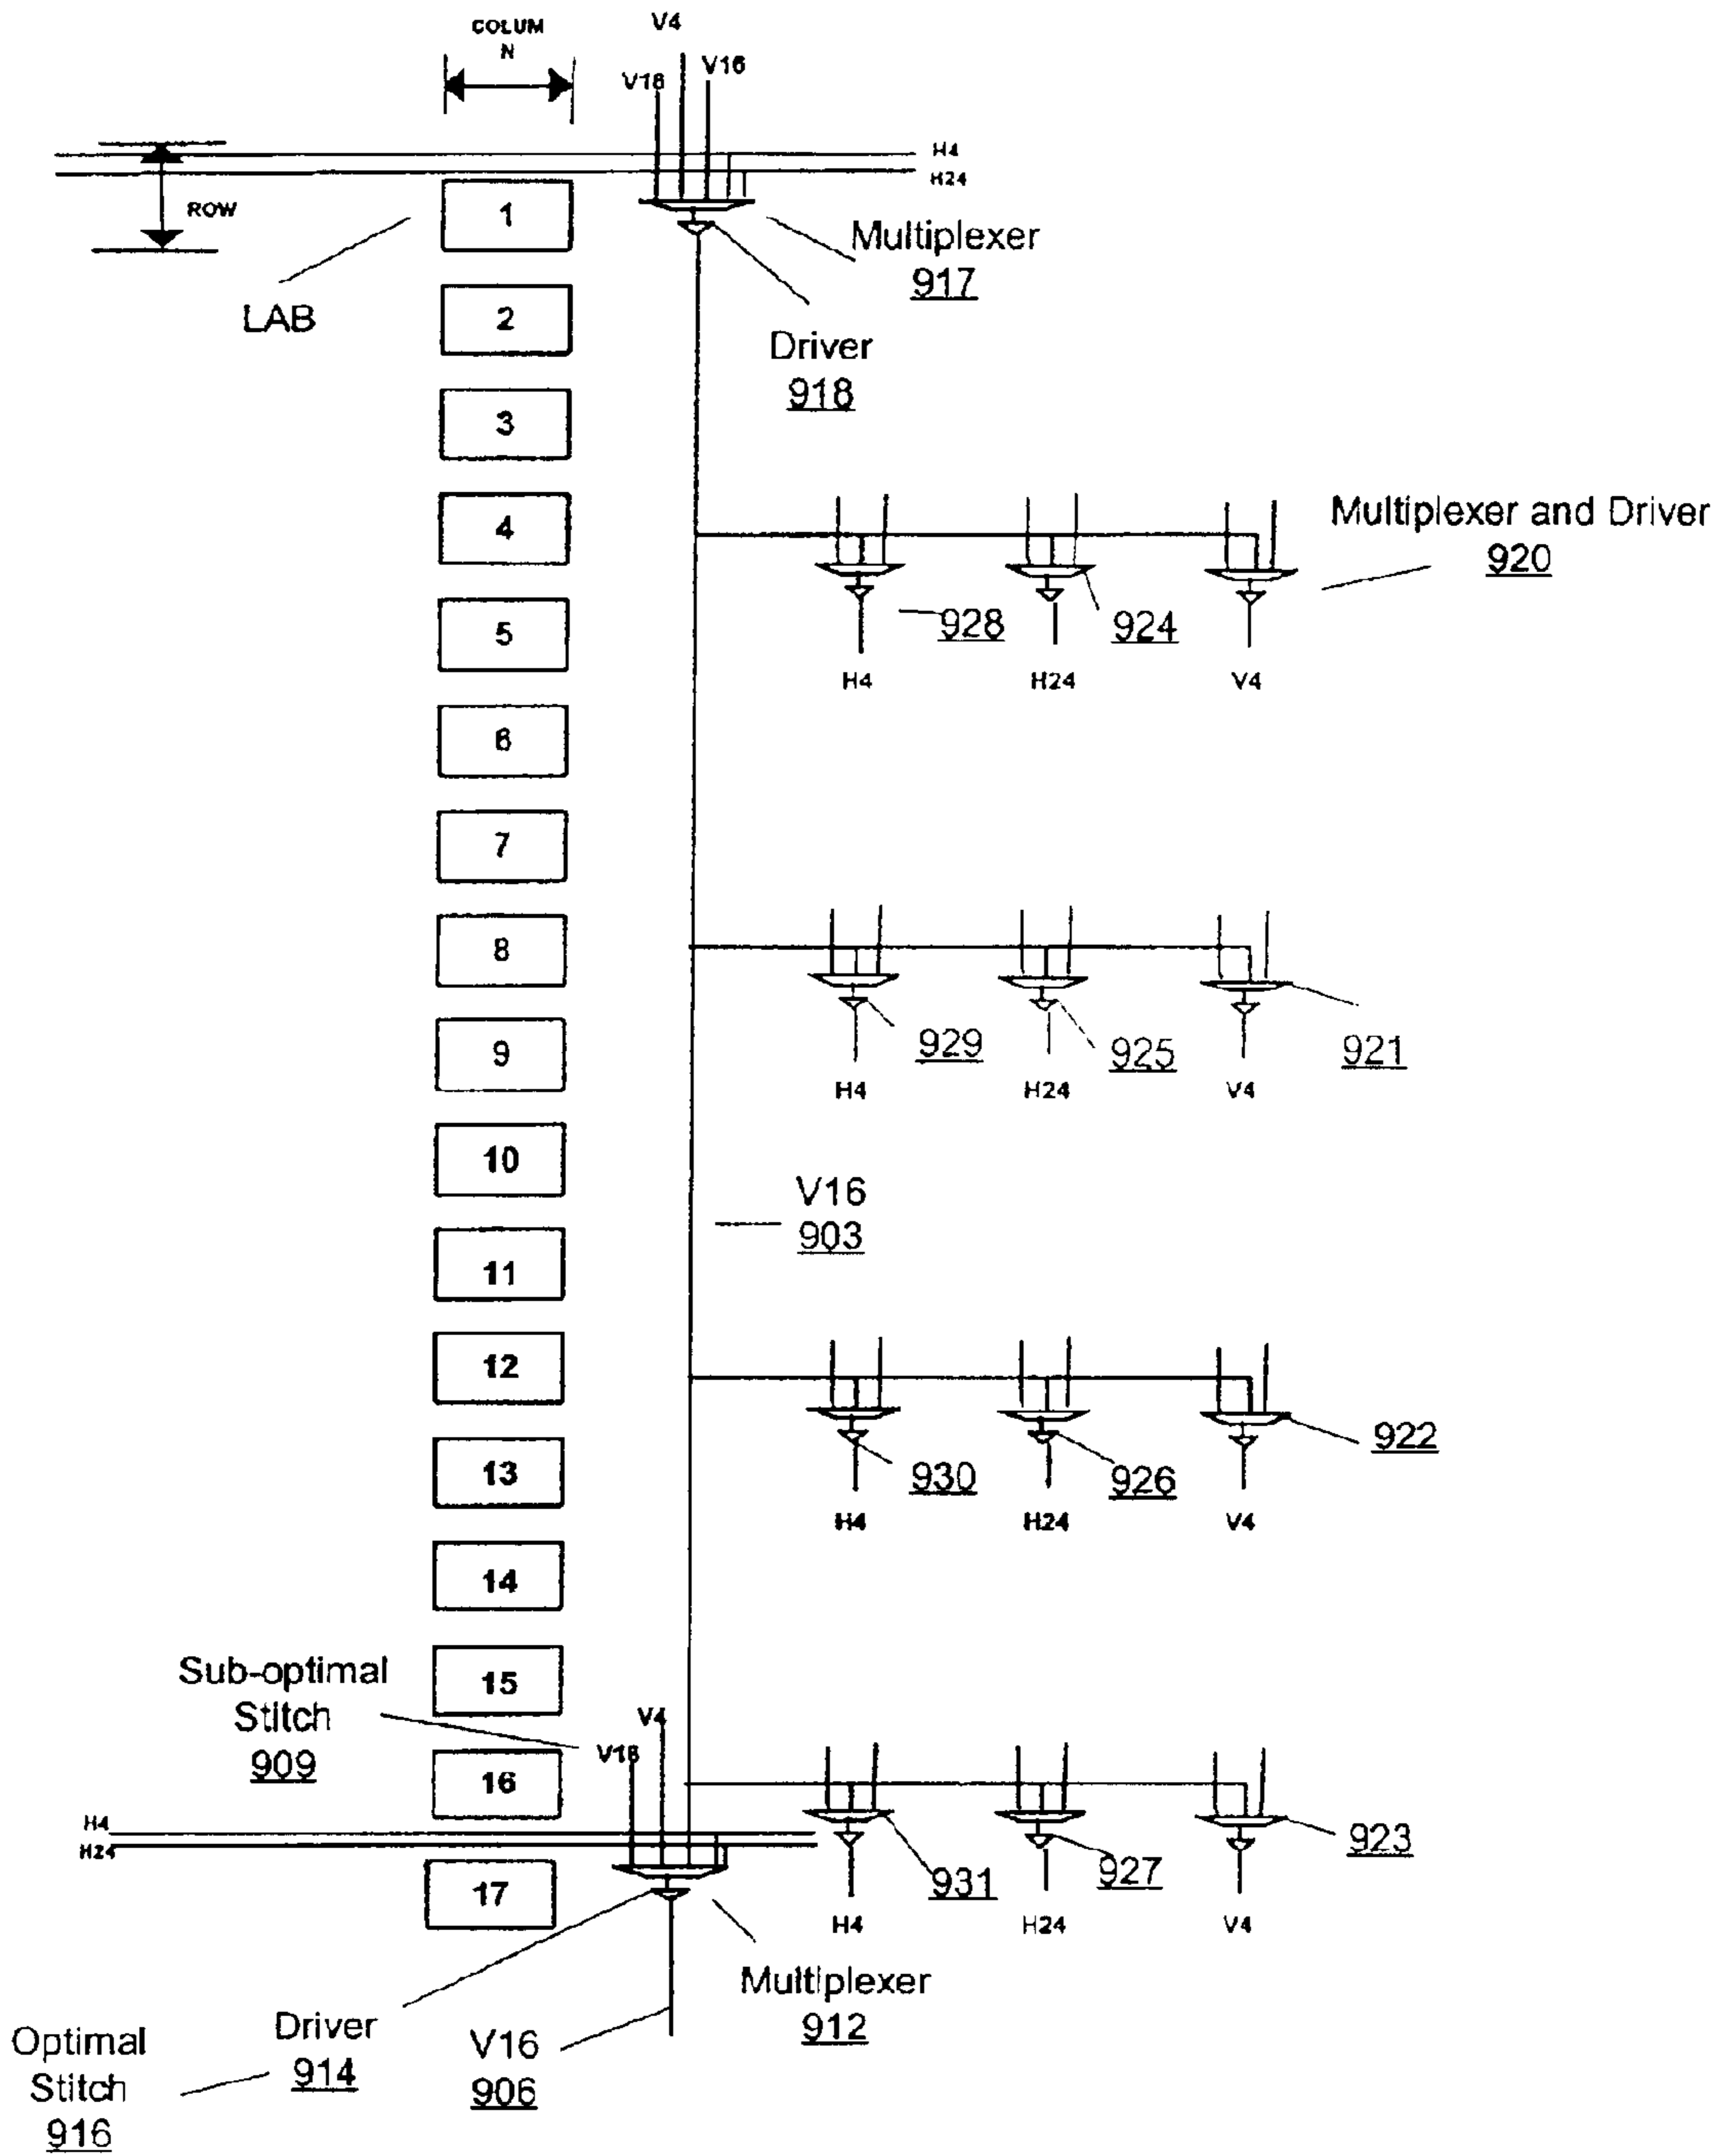 COLUM
N
V4
V16
V16
H4
H24
ROW
1
LAB
Multiplexer
917
2
Driver
918
3
4
Multiplexer and Driver
920
5
928
924
H4
H24
V4
6
7
8
9
929
925
921
H4
H24
V4
10
V16
903
11
12
13
922
930
926
H4
H24
V4
14
15
Sub-optimal
Stitch
909
V4
V16
16
H4
H24
17
923
927
931
H4
H24
V4
Multiplexer
912
Driver
914
V16
906
Optimal
Stitch
916